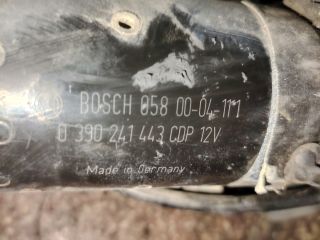 BOSCH 058 00-04-111
0 390 241 443 CDP 12V
Made in Germany